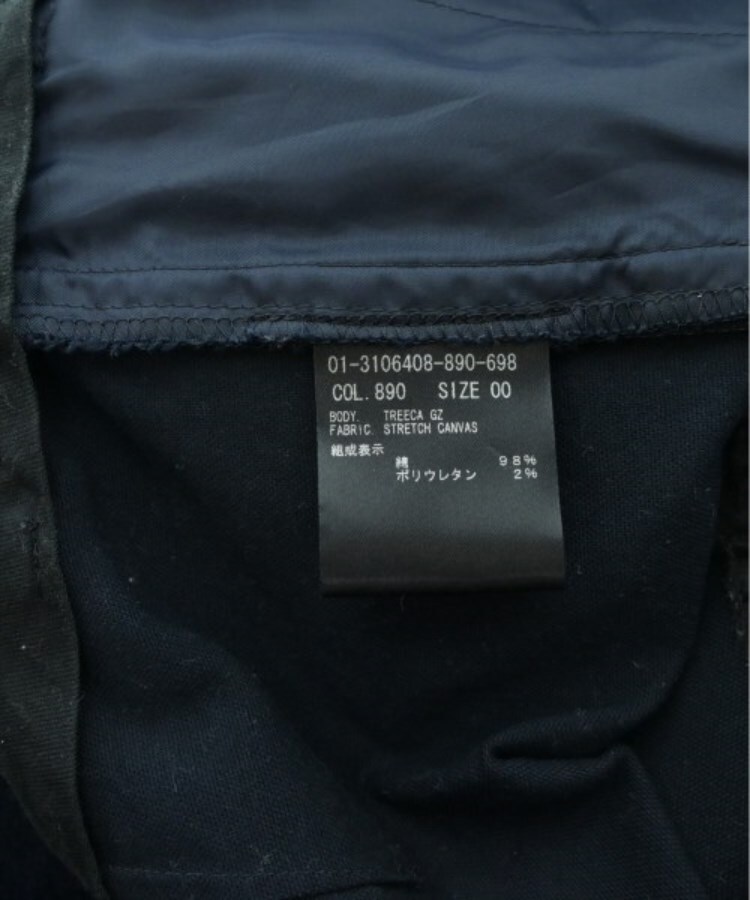 01-3106408-890-698
COL. 890 SIZE 00
BODY. TREECA GZ
FABRIC. STRETCH CANVAS
組成表示
綿 98%
ポリウレタン 2%